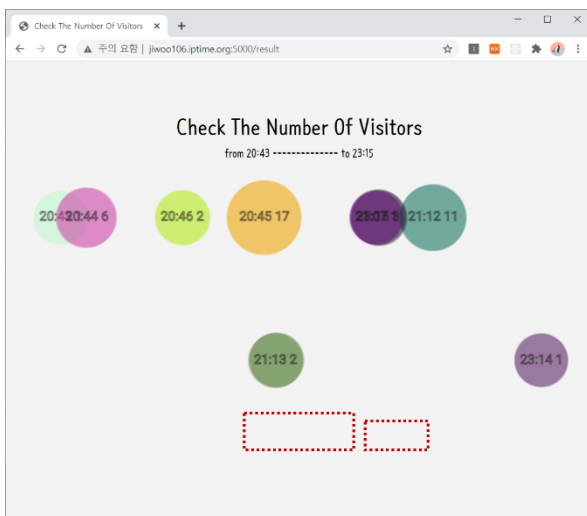 Check The Number Of Visitors
주의 요함 | jiwoo106.iptime.org:5000/result
Check The Number Of Visitors
from 20:43 -------------- to 23:15
20:44 6
20:46 2
20:45 17
21:12 11
21:13 2
23:14 1